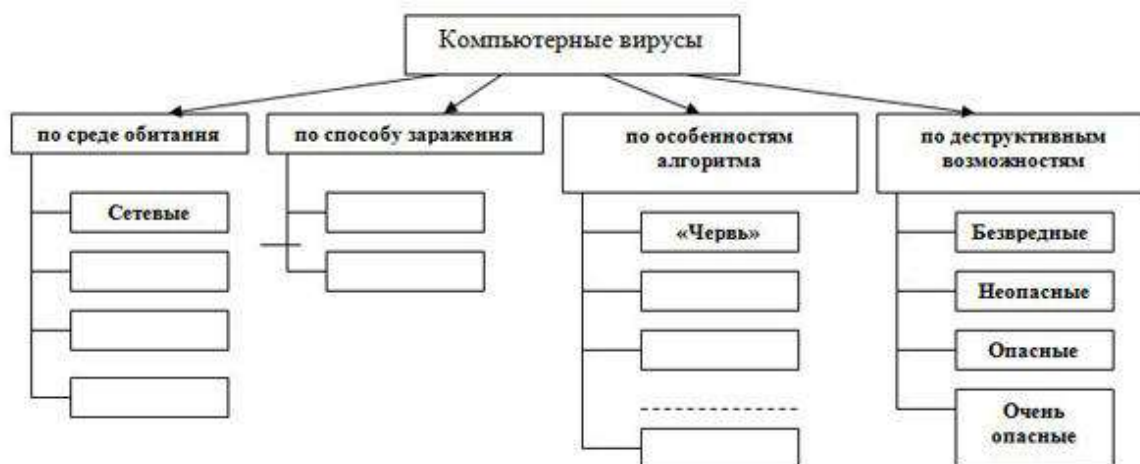 Компьютерные вирусы
по среде обитания
Сетевые
по способу заражения
по особенностям
алгоритма
«Червь»
по деструктивным
возможностям
Безвредные
Неопасные
Опасные
Очень
опасные